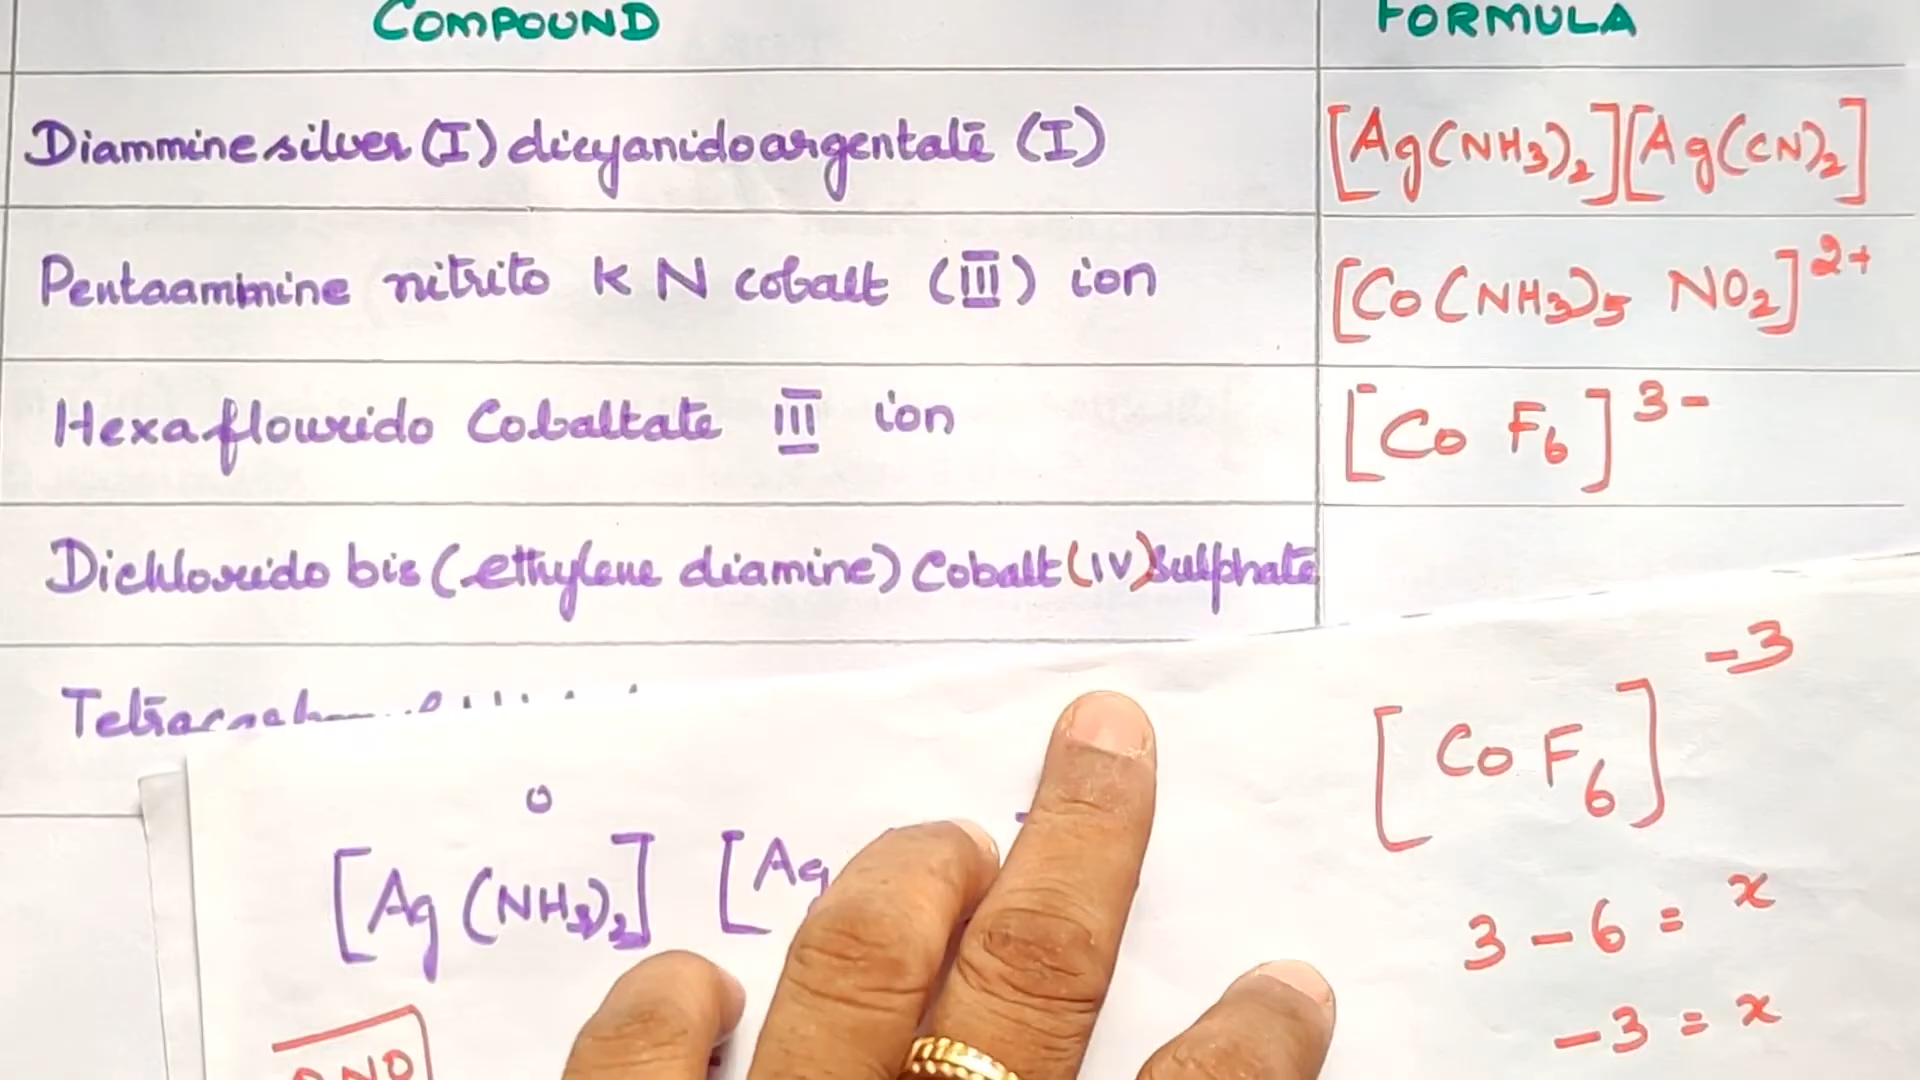 COMPOUND FORMULA
Diammine silver (I) dicyanidoargentate (I) [Ag(NH3)2][Ag(CN)2]
Pentaammine nitrito K N cobalt (III) ion [Co(NH3)5 NO2]2+
Hexaflourido Cobaltate III ion [Co F6]3-
Dichlorido bis (ethylene diamine) Cobalt (IV) Sulphate
-3
[Co F6]
o
[Ag (NH3)2] [Ag
3 - 6 = x
-3 = x